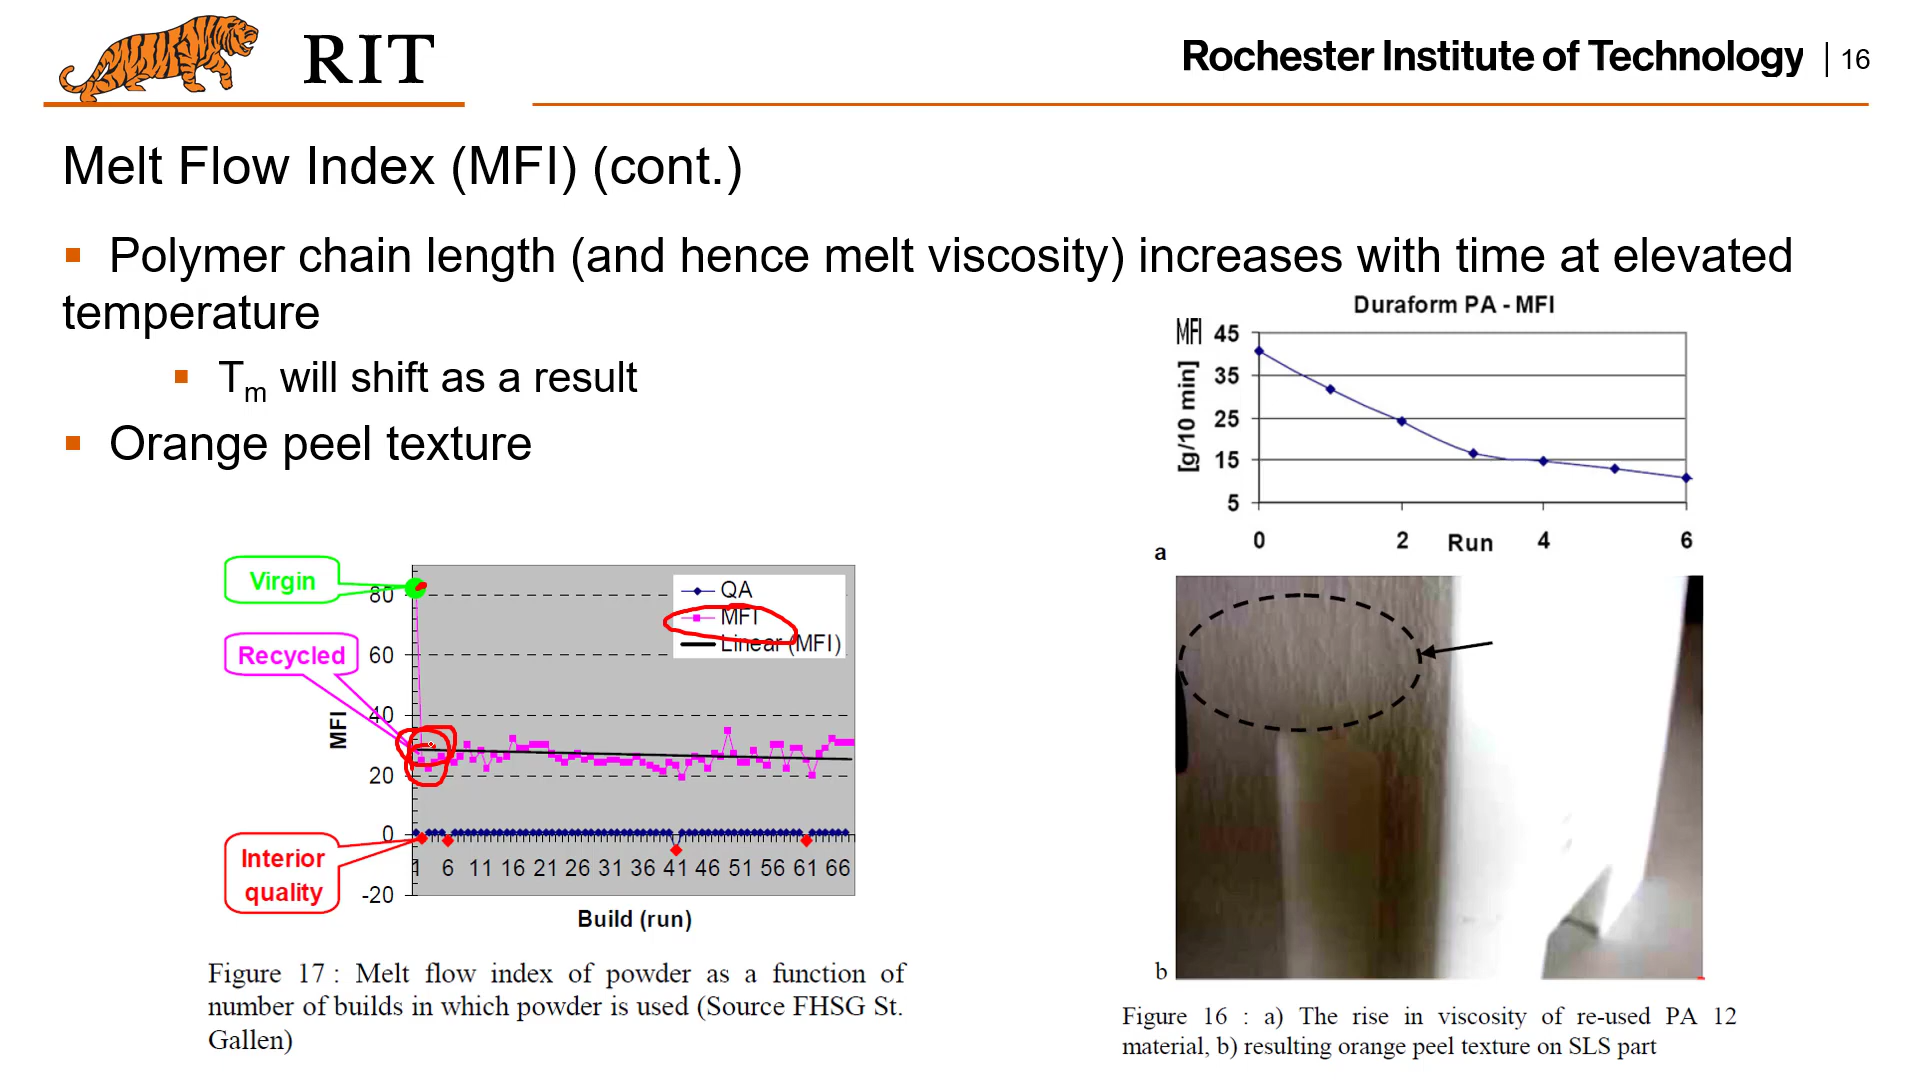 RIT
Rochester Institute of Technology | 16
Melt Flow Index (MFI) (cont.)
Polymer chain length (and hence melt viscosity) increases with time at elevated
temperature
Tm will shift as a result
Orange peel texture
Duraform PA - MFI
MFI
[g/10 min]
45
35
25
15
5
0 2 4 6
Run
a
b
Figure 16 : a) The rise in viscosity of re-used PA 12
material, b) resulting orange peel texture on SLS part
Virgin
Recycled
Interior
quality
QA
MFI
Linear (MFI)
MFI
80
60
40
20
0
-20
1 6 11 16 21 26 31 36 41 46 51 56 61 66
Build (run)
Figure 17 : Melt flow index of powder as a function of
number of builds in which powder is used (Source FHSG St.
Gallen)